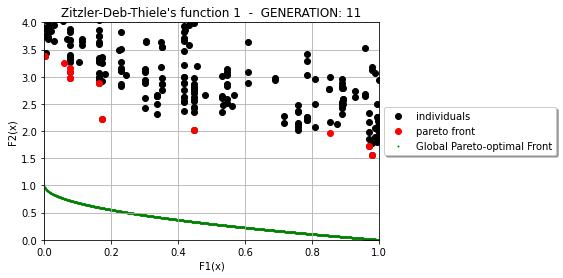 Zitzler-Deb-Thiele's function 1 - GENERATION: 11
F2(x)
4.0
3.5
3.0
2.5
2.0
1.5
1.0
0.5
0.0
0.0 0.2 0.4 0.6 0.8 1.0
F1(x)
individuals
pareto front
Global Pareto-optimal Front